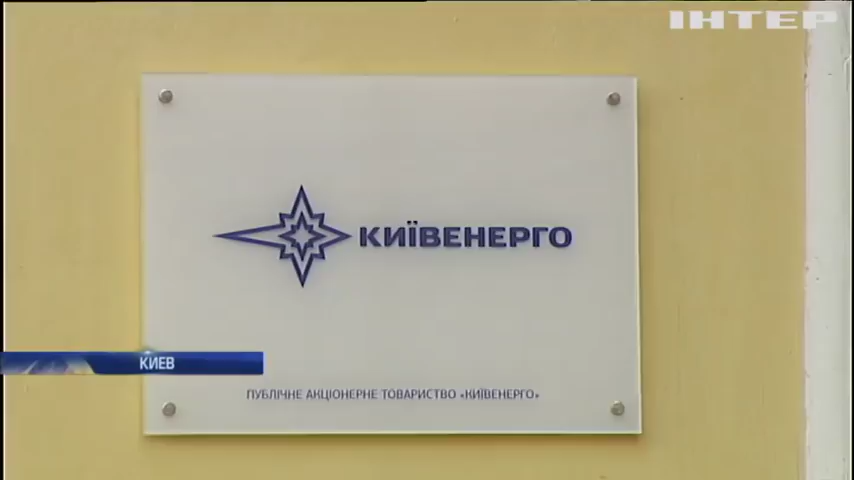 ІНТЕР
КИЇВЕНЕРГО
КИЕВ
ПУБЛІЧНЕ АКЦІОНЕРНЕ ТОВАРИСТВО «КИЇВЕНЕРГО»